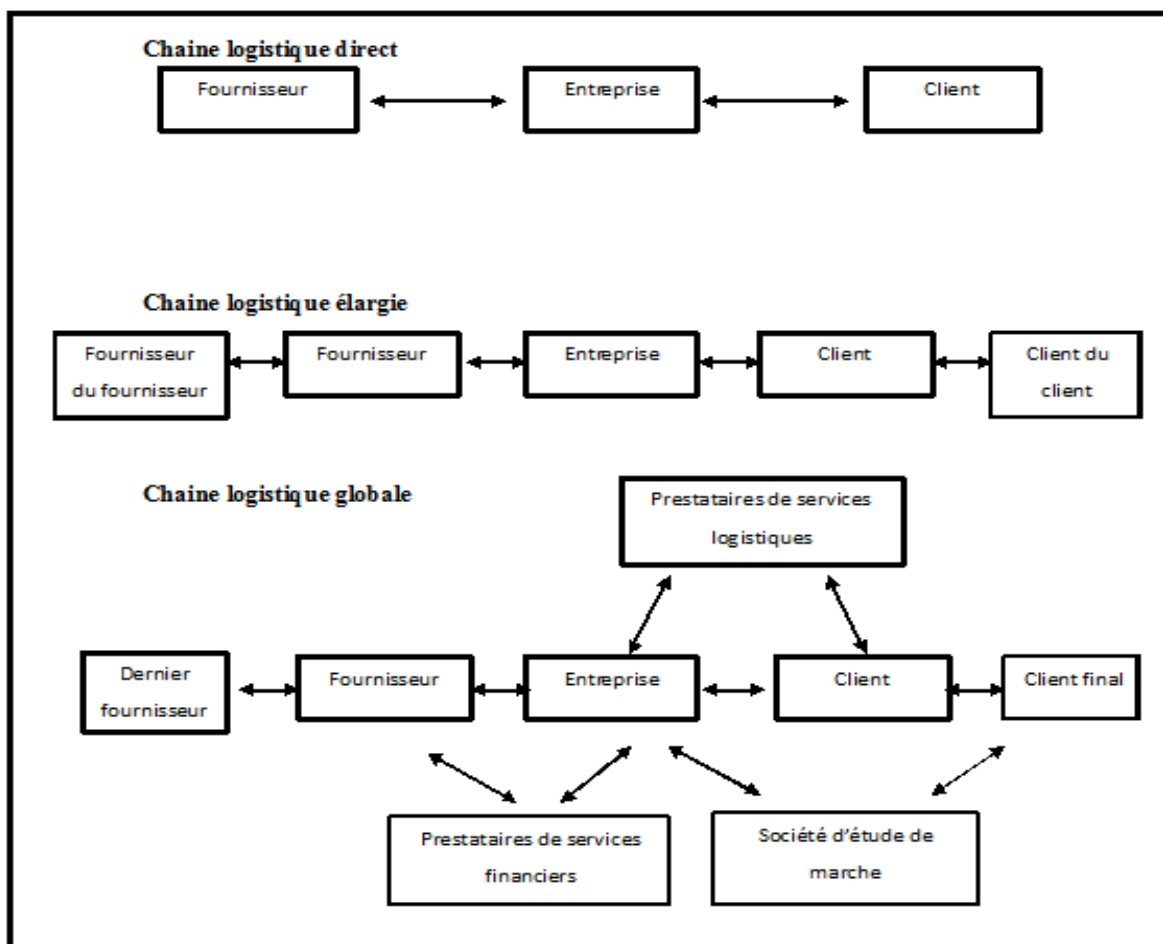 Chaine logistique direct
Fournisseur
Entreprise
Client
Chaine logistique élargie
Fournisseur
du fournisseur
Fournisseur
Entreprise
Client
Client du
client
Chaine logistique globale
Prestataires de services
logistiques
Dernier
fournisseur
Fournisseur
Entreprise
Client
Client final
Prestataires de services
financiers
Société d'étude de
marche